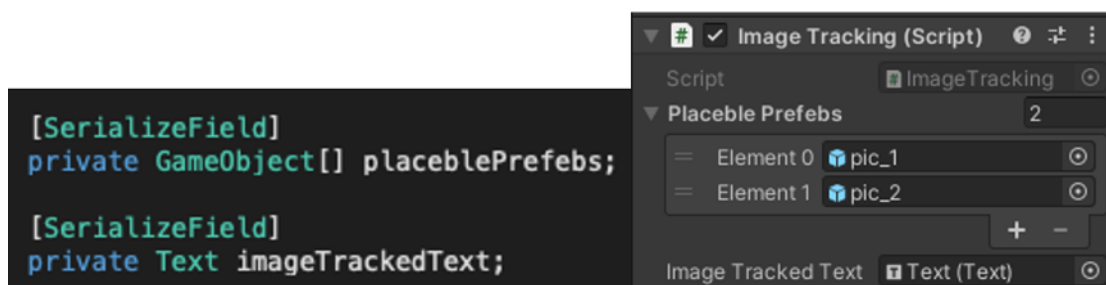 [SerializeField]
private GameObject[] placeblePrefebs;
[SerializeField]
private Text imageTrackedText;
# Image Tracking (Script)
Script # ImageTracking
Placeble Prefebs 2
Element 0 pic_1
Element 1 pic_2
+ −
Image Tracked Text T Text (Text)